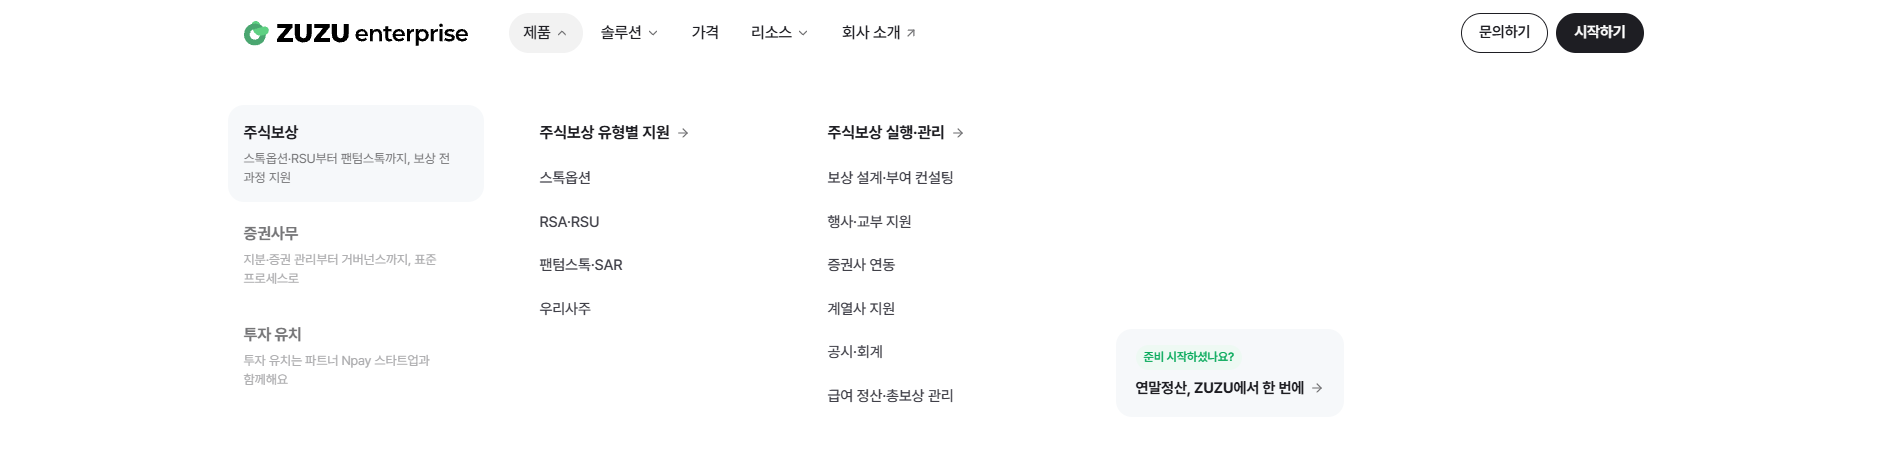 ZUZU enterprise
제품
솔루션
가격
리소스
회사 소개
문의하기
시작하기
주식보상
스톡옵션·RSU부터 팬텀스톡까지, 보상 전
과정 지원
증권사무
지분·증권 관리부터 거버넌스까지, 표준
프로세스로
투자 유치
투자 유치는 파트너 Npay 스타트업과
함께해요
주식보상 유형별 지원
스톡옵션
RSA·RSU
팬텀스톡·SAR
우리사주
주식보상 실행·관리
보상 설계·부여 컨설팅
행사·교부 지원
증권사 연동
계열사 지원
공시·회계
급여 정산·총보상 관리
준비 시작하셨나요?
연말정산, ZUZU에서 한 번에